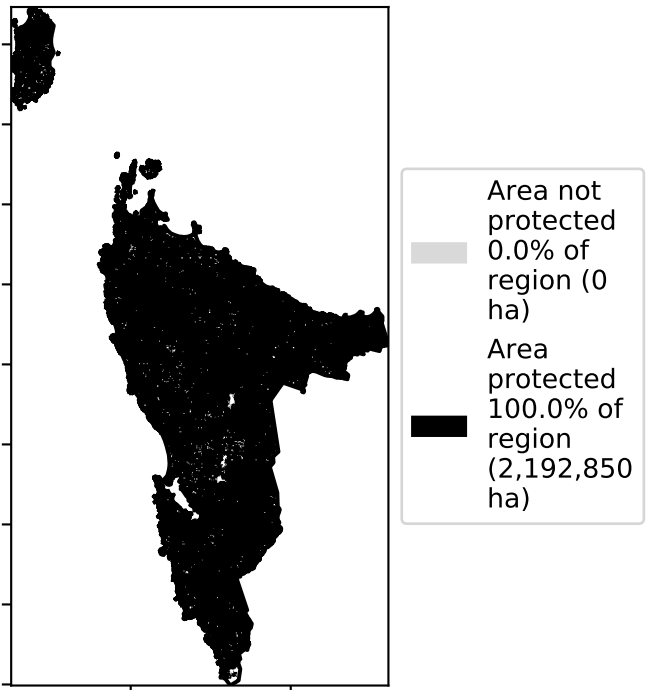 Area not
protected
0.0% of
region (0
ha)
Area
protected
100.0% of
region
(2,192,850
ha)